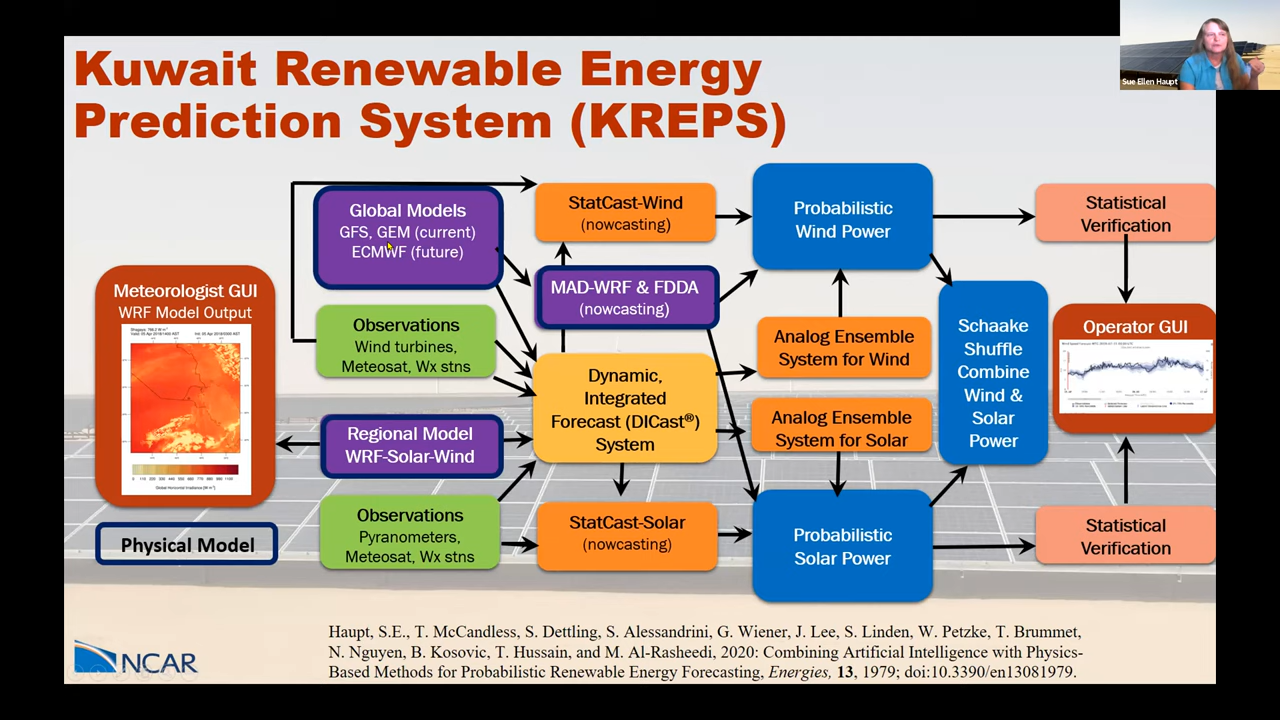 Kuwait Renewable Energy
Prediction System (KREPS)
Sue Ellen Haupt
Global Models
GFS, GEM (current)
ECMWF (future)
StatCast-Wind
(nowcasting)
Probabilistic
Wind Power
Statistical
Verification
Meteorologist GUI
WRF Model Output
Observations
Wind turbines,
Meteosat, Wx stns
MAD-WRF & FDDA
(nowcasting)
Analog Ensemble
System for Wind
Schaake
Shuffle
Combine
Wind &
Solar
Power
Operator GUI
Dynamic,
Integrated
Forecast (DICast®)
System
Analog Ensemble
System for Solar
Regional Model
WRF-Solar-Wind
Global Horizontal Irradiance [W m⁻²]
Physical Model
Observations
Pyranometers,
Meteosat, Wx stns
StatCast-Solar
(nowcasting)
Probabilistic
Solar Power
Statistical
Verification
NCAR
Haupt, S.E., T. McCandless, S. Dettling, S. Alessandrini, G. Wiener, J. Lee, S. Linden, W. Petzke, T. Brummet,
N. Nguyen, B. Kosovic, T. Hussain, and M. Al-Rasheedi, 2020: Combining Artificial Intelligence with Physics-
Based Methods for Probabilistic Renewable Energy Forecasting, Energies, 13, 1979; doi:10.3390/en13081979.